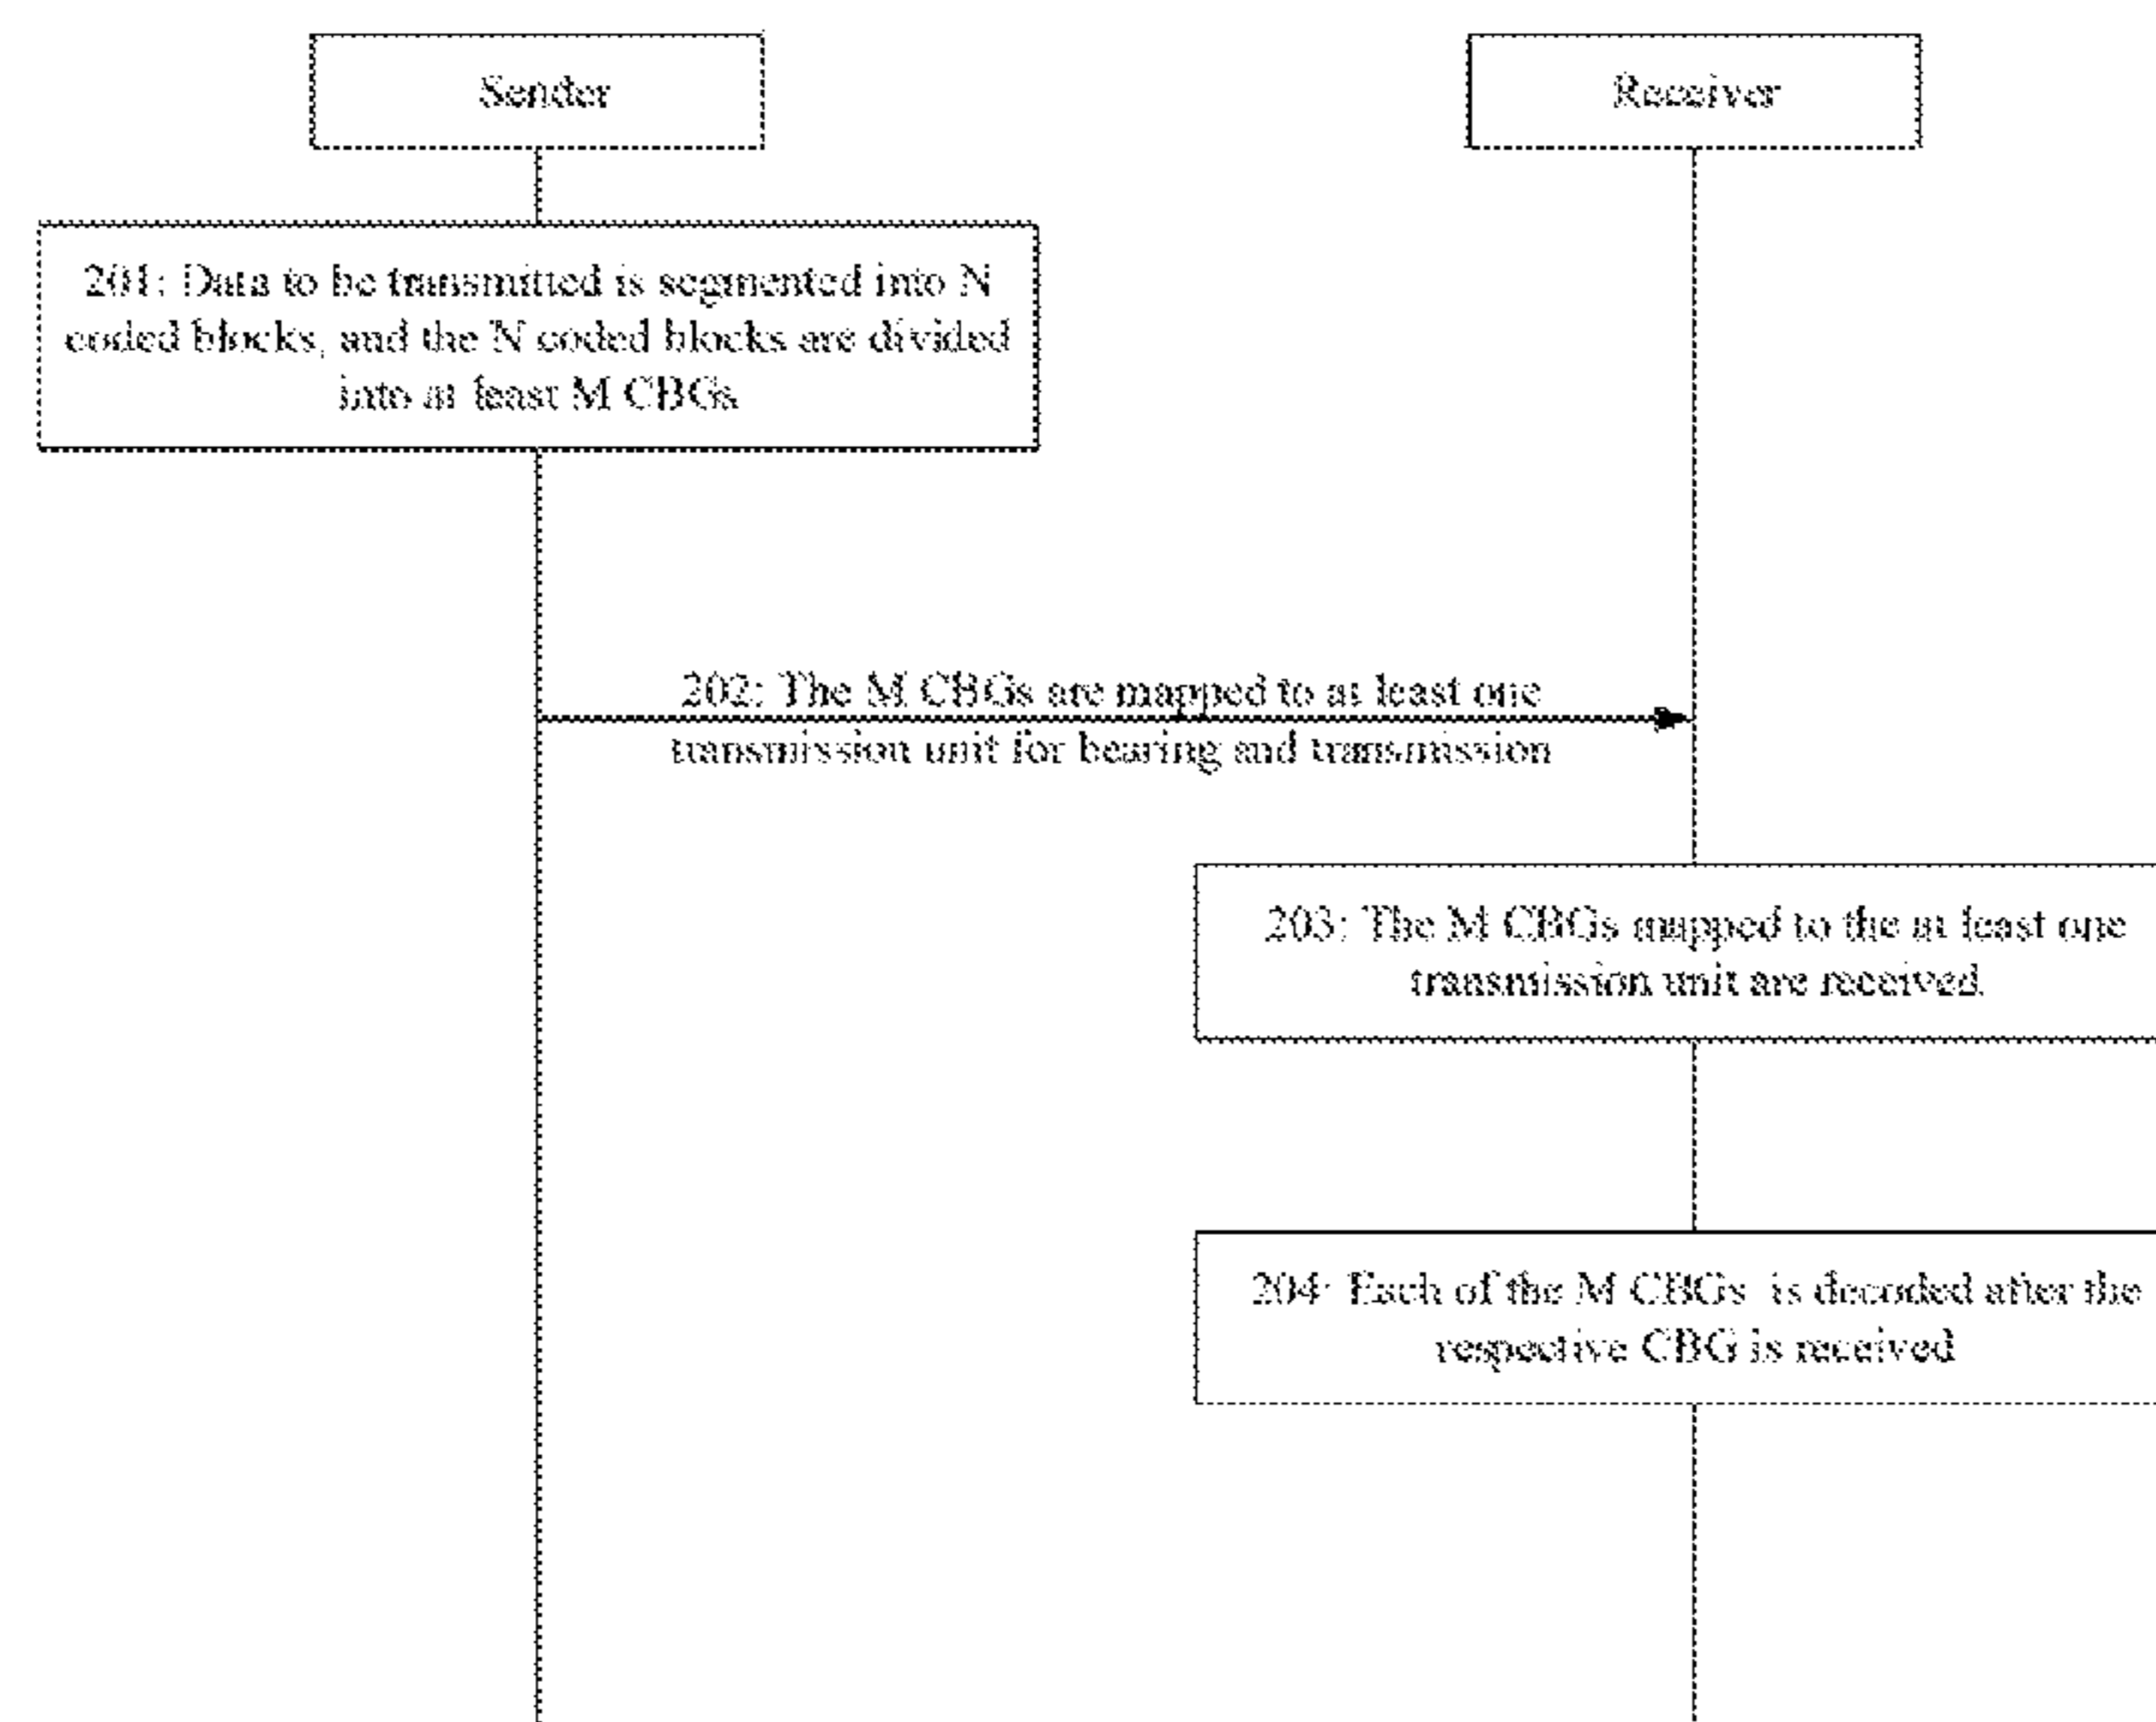 Sender
Receiver
201: Data to be transmitted is segmented into N
coded blocks, and the N coded blocks are divided
into at least M CBGs
202: The M CBGs are mapped to at least one
transmission unit for bearing and transmission
203: The M CBGs mapped to the at least one
transmission unit are received
204: Each of the M CBGs is decoded after the
respective CBG is received